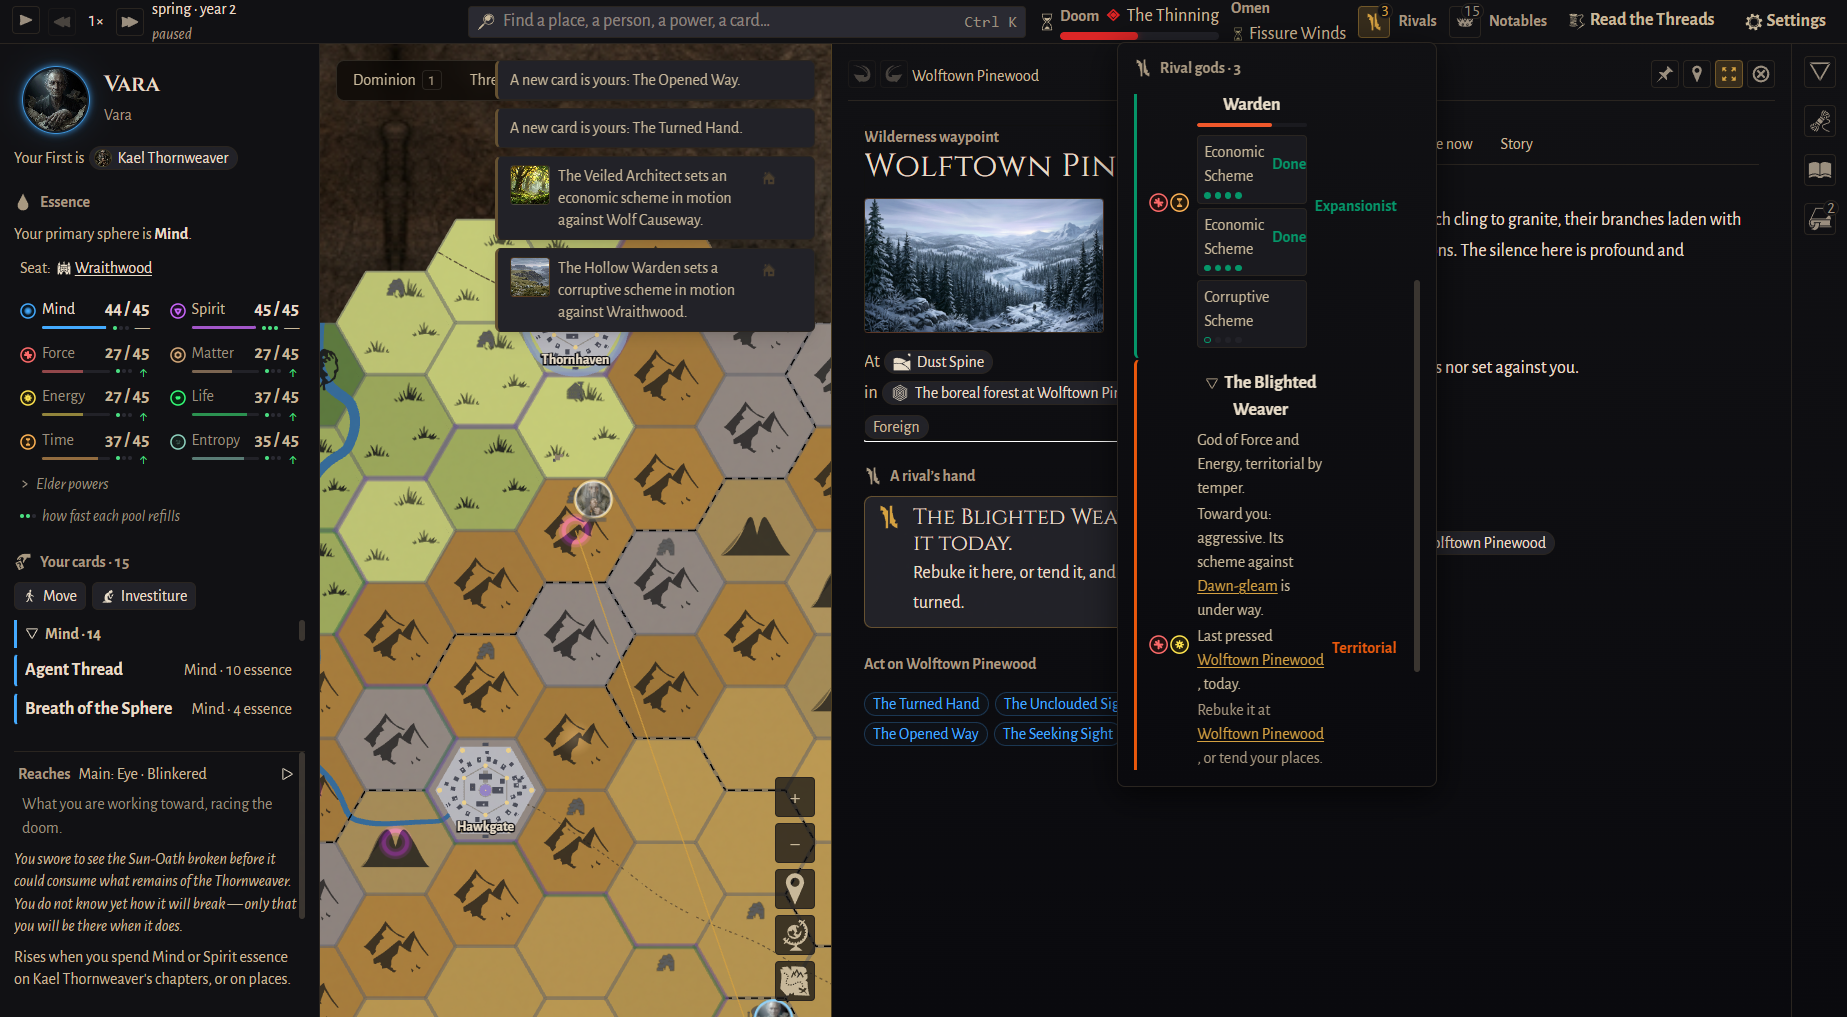 spring · year 2
1×
paused
Find a place, a person, a power, a card...
Ctrl K
Doom
The Thinning
Omen
Fissure Winds
3
Rivals
15
Notables
Read the Threads
Settings
Vara
Vara
Your First is
Kael Thornweaver
Essence
Your primary sphere is Mind.
Seat:
Wraithwood
Mind 44/45
Spirit 45/45
Force 27/45
Matter 27/45
Energy 27/45
Life 37/45
Time 37/45
Entropy 35/45
> Elder powers
how fast each pool refills
Your cards · 15
Move
Investiture
Mind · 14
Agent Thread
Mind · 10 essence
Breath of the Sphere
Mind · 4 essence
Reaches Main: Eye · Blinkered
What you are working toward, racing the
doom.
You swore to see the Sun-Oath broken before it
could consume what remains of the Thornweaver.
You do not know yet how it will break—only that
you will be there when it does.
Rises when you spend Mind or Spirit essence
on Kael Thornweaver's chapters, or on places.
Dominion 1
Thre
A new card is yours: The Opened Way.
A new card is yours: The Turned Hand.
The Veiled Architect sets an
economic scheme in motion
against Wolf Causeway.
The Hollow Warden sets a
corruptive scheme in motion
against Wraithwood.
Thornhaven
Hawkgate
+
−
Wolftown Pinewood
Wilderness waypoint
Wolftown Pin
e now
Story
ch cling to granite, their branches laden with
ns. The silence here is profound and
At
Dust Spine
in
The boreal forest at Wolftown Pin
Foreign
s nor set against you.
A rival's hand
The Blighted Wea
it today.
Rebuke it here, or tend it, and
turned.
olftown Pinewood
Act on Wolftown Pinewood
The Turned Hand
The Unclouded Sig
The Opened Way
The Seeking Sight
Rival gods · 3
Warden
Economic
Scheme
Done
Economic
Scheme
Done
Corruptive
Scheme
Expansionist
The Blighted
Weaver
God of Force and
Energy, territorial by
temper.
Toward you:
aggressive. Its
scheme against
Dawn-gleam is
under way.
Last pressed
Wolftown Pinewood
, today.
Rebuke it at
Wolftown Pinewood
, or tend your places.
Territorial
2